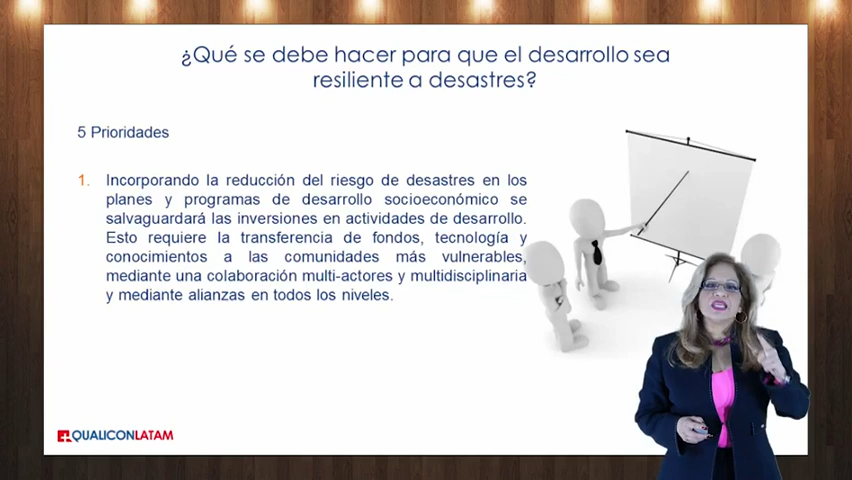 ¿Qué se debe hacer para que el desarrollo sea
resiliente a desastres?
5 Prioridades
1. Incorporando la reducción del riesgo de desastres en los
planes y programas de desarrollo socioeconómico se
salvaguardará las inversiones en actividades de desarrollo.
Esto requiere la transferencia de fondos, tecnología y
conocimientos a las comunidades más vulnerables,
mediante una colaboración multi-actores y multidisciplinaria
y mediante alianzas en todos los niveles.
QUALICONLATAM